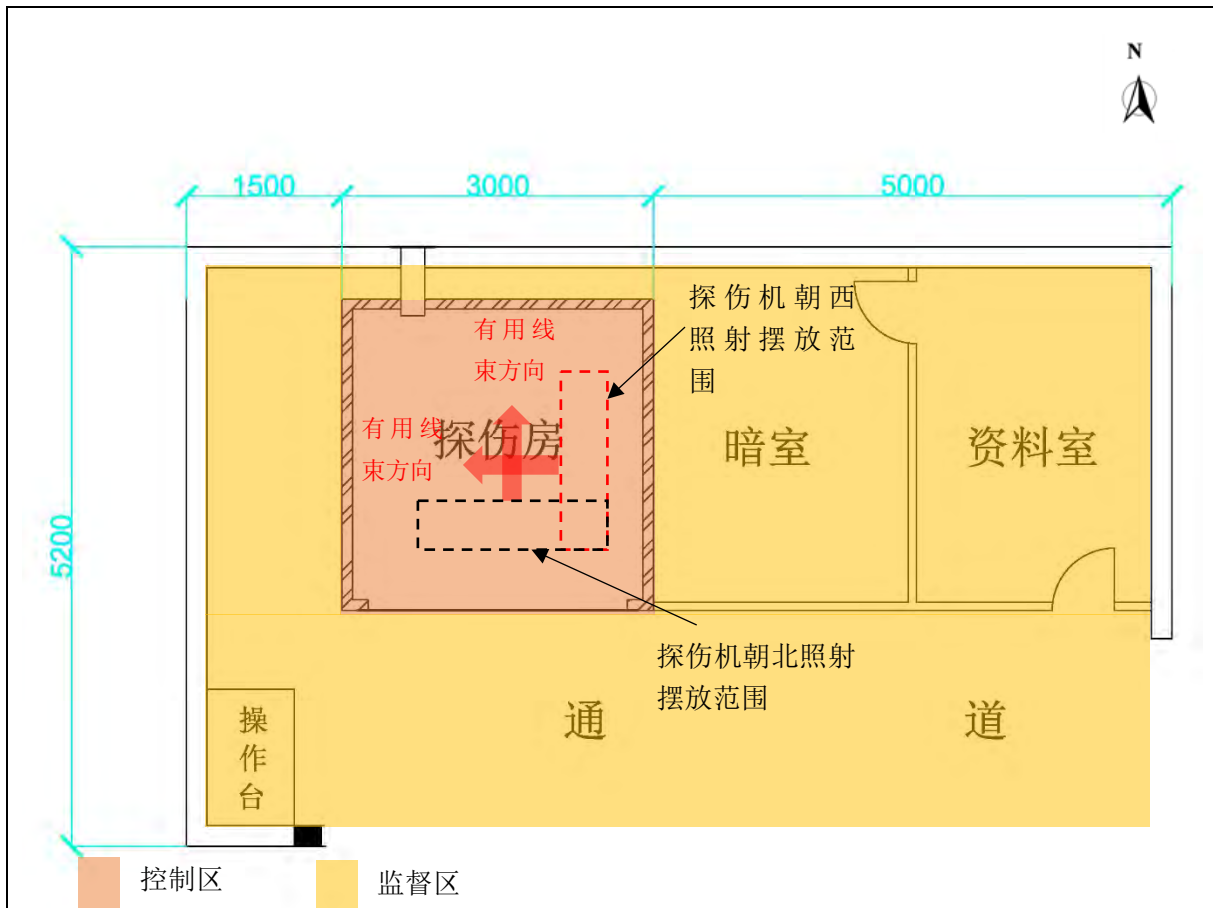 N
1500
3000
5000
5200
探伤机朝西
照射摆放范
围
有用线
束方向
有用线
束方向
探伤房
暗室
资料室
探伤机朝北照射
摆放范围
通
道
操
作
台
控制区
监督区